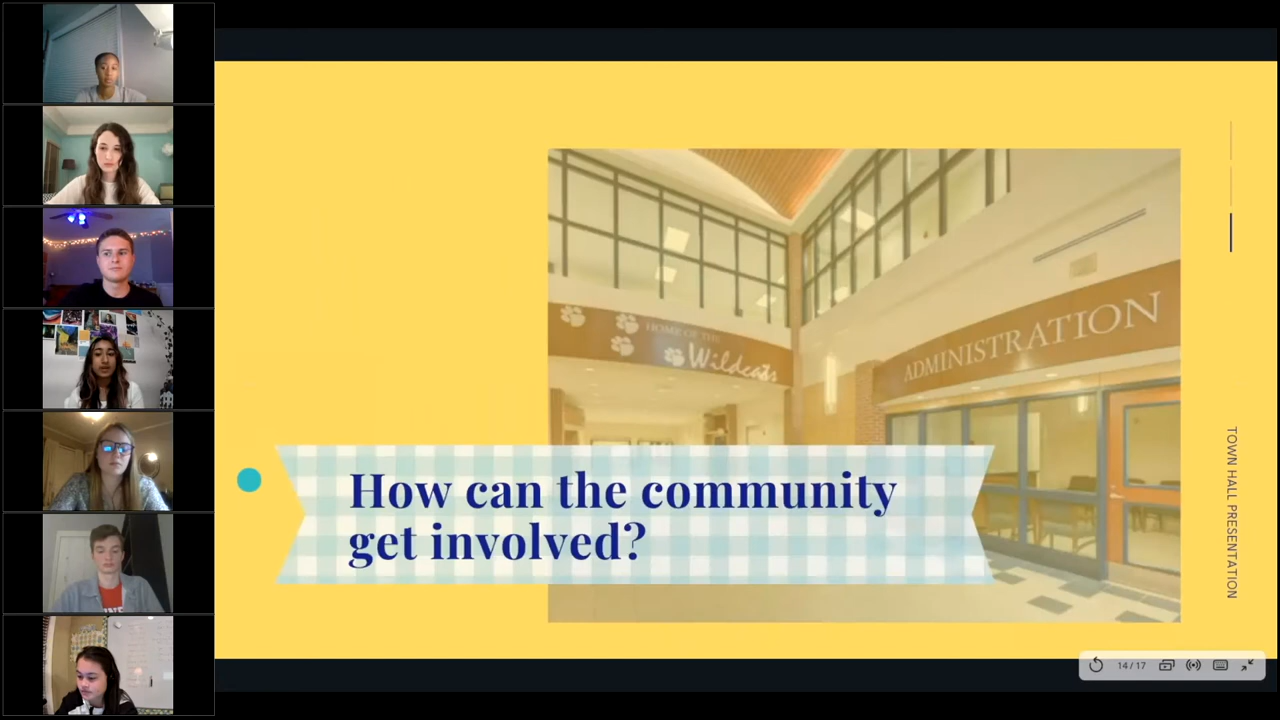 HOME OF THE
Wildcats
ADMINISTRATION
How can the community
get involved?
TOWN HALL PRESENTATION
14 / 17